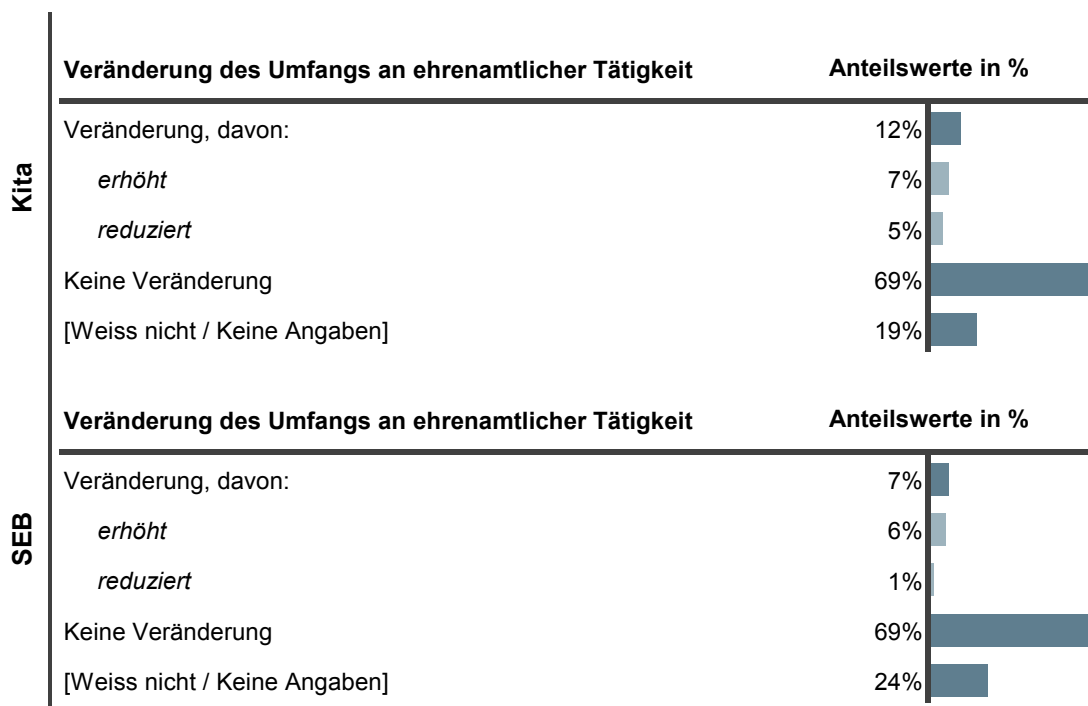 Kita
Veränderung des Umfangs an ehrenamtlicher Tätigkeit Anteilswerte in %
Veränderung, davon: 12%
erhöht 7%
reduziert 5%
Keine Veränderung 69%
[Weiss nicht / Keine Angaben] 19%
SEB
Veränderung des Umfangs an ehrenamtlicher Tätigkeit Anteilswerte in %
Veränderung, davon: 7%
erhöht 6%
reduziert 1%
Keine Veränderung 69%
[Weiss nicht / Keine Angaben] 24%